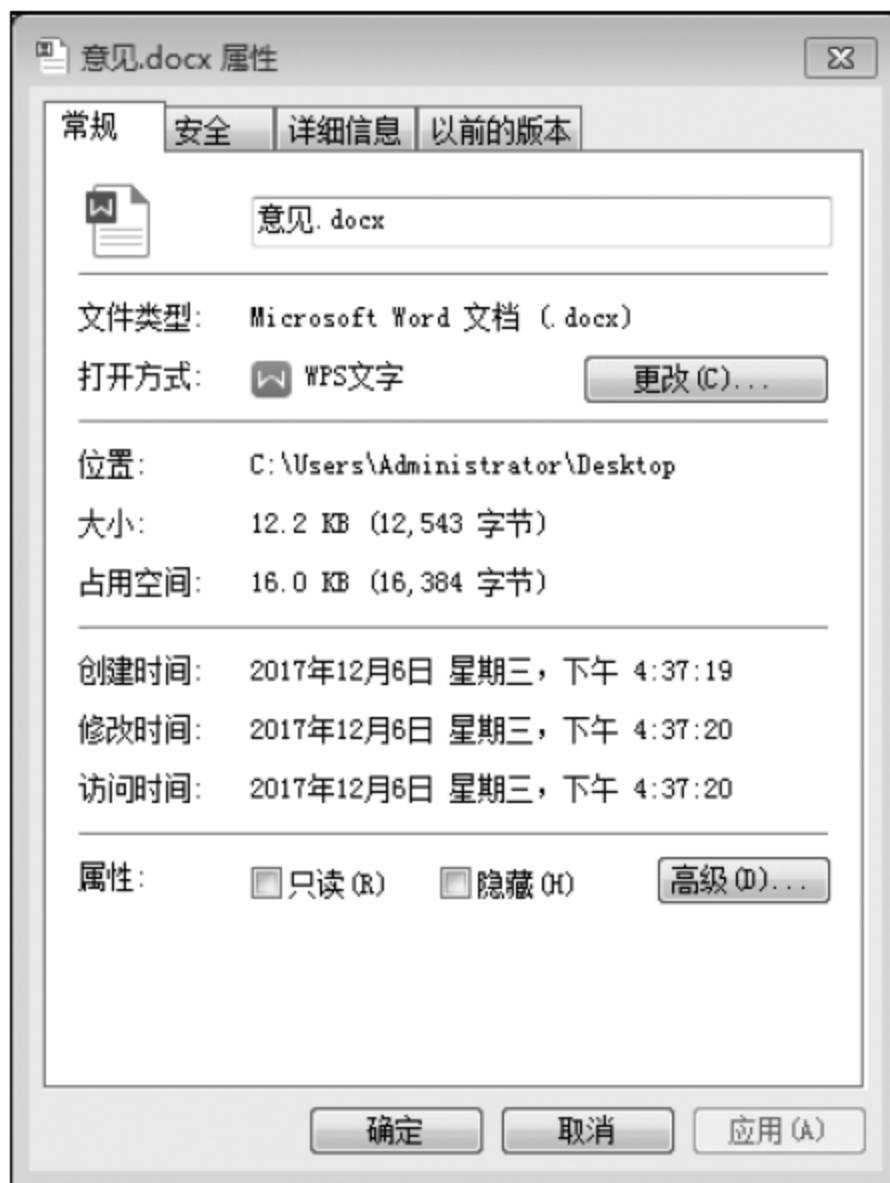 意见.docx 属性
常规 安全 详细信息 以前的版本
意见.docx
文件类型: Microsoft Word 文档 (.docx)
打开方式: WPS文字 更改(C)...
位置: C:\Users\Administrator\Desktop
大小: 12.2 KB (12,543 字节)
占用空间: 16.0 KB (16,384 字节)
创建时间: 2017年12月6日 星期三，下午 4:37:19
修改时间: 2017年12月6日 星期三，下午 4:37:20
访问时间: 2017年12月6日 星期三，下午 4:37:20
属性: 只读(R) 隐藏(H) 高级(D)...
确定 取消 应用(A)